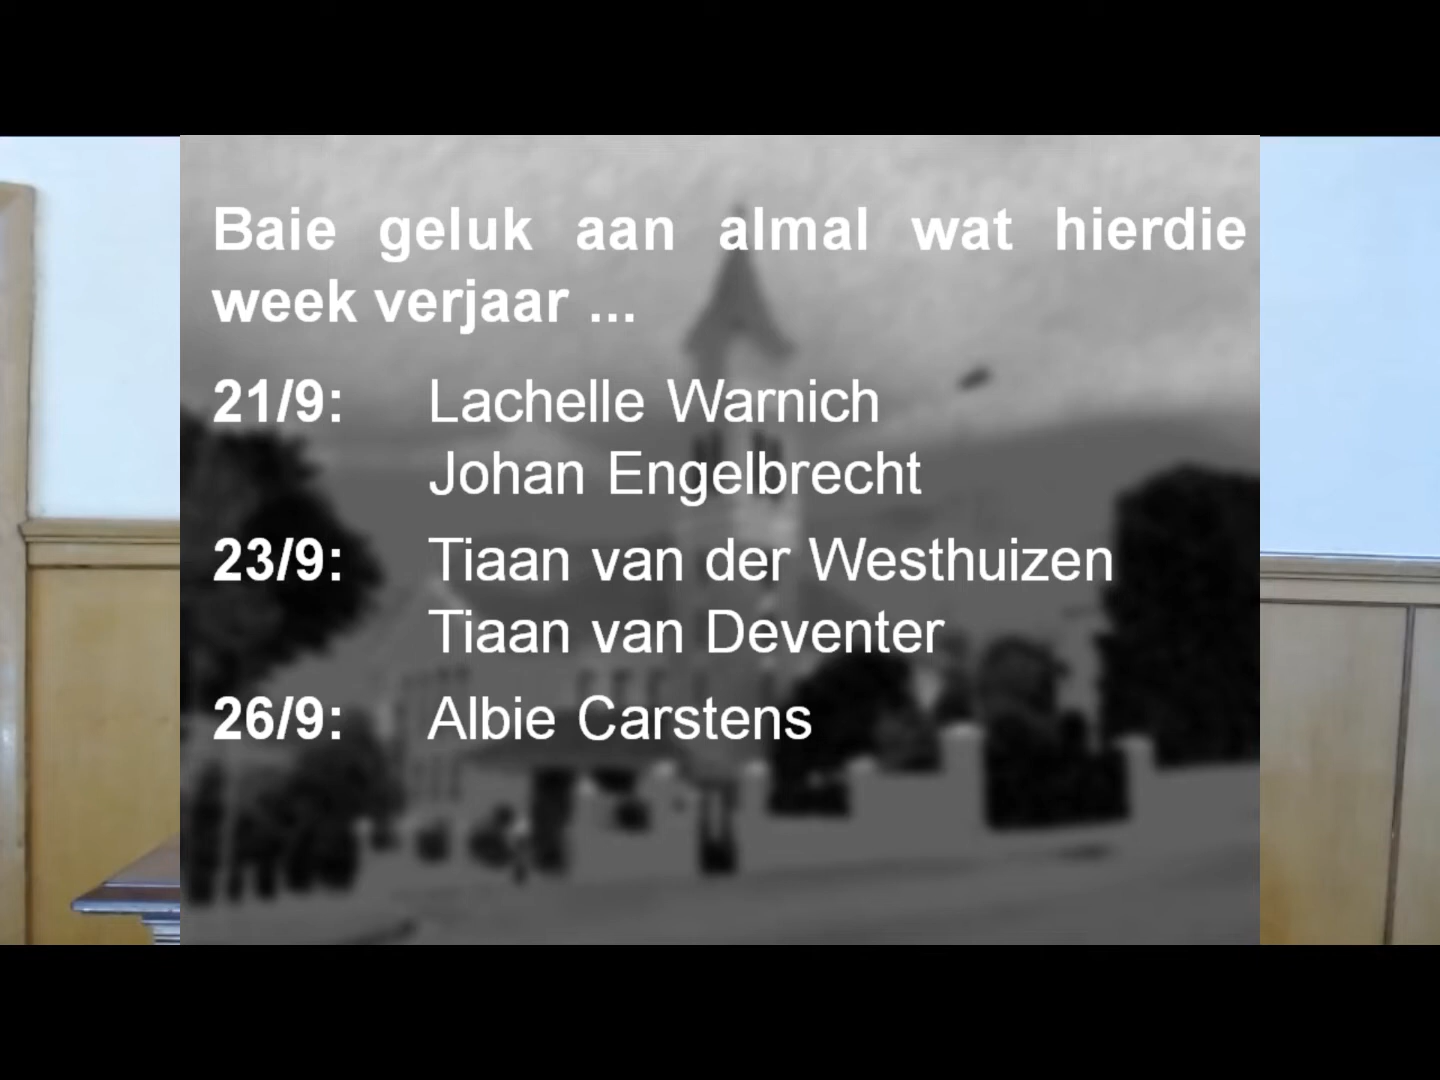 Baie geluk aan almal wat hierdie
week verjaar ...
21/9: Lachelle Warnich
Johan Engelbrecht
23/9: Tiaan van der Westhuizen
Tiaan van Deventer
26/9: Albie Carstens